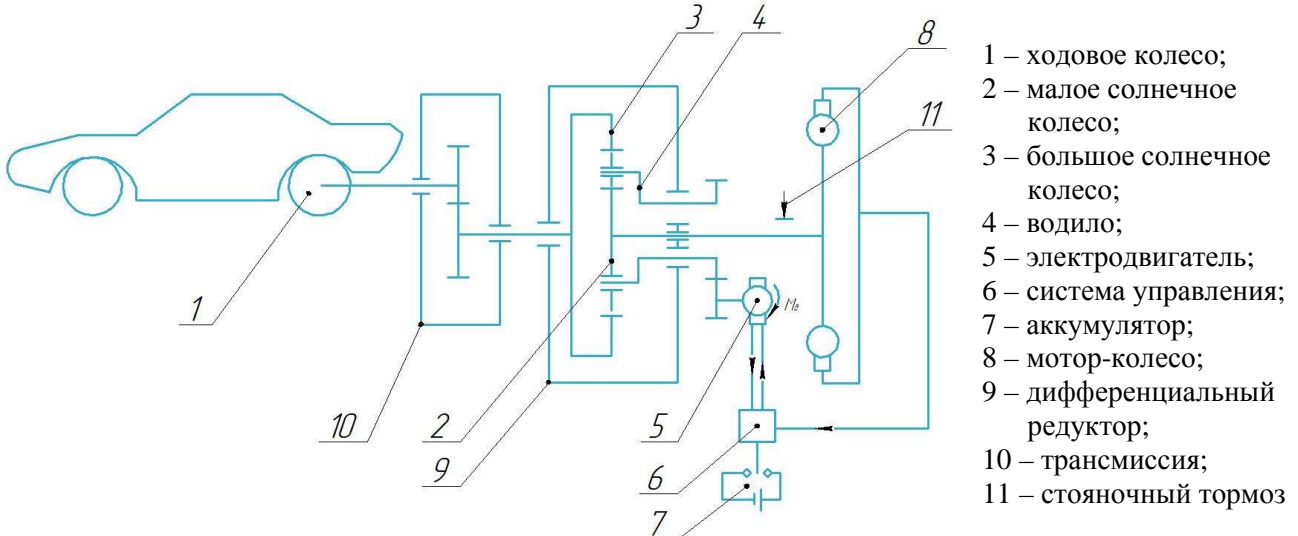 3
4
8
11
1
10
2
9
5
6
7
Mэ
1 – ходовое колесо;
2 – малое солнечное
колесо;
3 – большое солнечное
колесо;
4 – водило;
5 – электродвигатель;
6 – система управления;
7 – аккумулятор;
8 – мотор-колесо;
9 – дифференциальный
редуктор;
10 – трансмиссия;
11 – стояночный тормоз